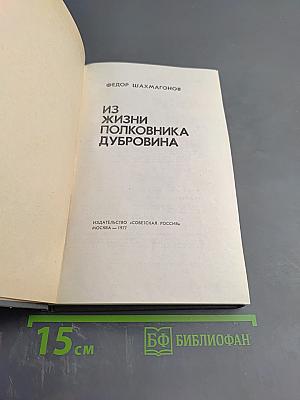 ФЕДОР ШАХМАГОНОВ
ИЗ
ЖИЗНИ
ПОЛКОВНИКА
ДУБРОВИНА
ИЗДАТЕЛЬСТВО «СОВЕТСКАЯ РОССИЯ»
МОСКВА — 1977
15 см
БФ БИБЛИОФАН